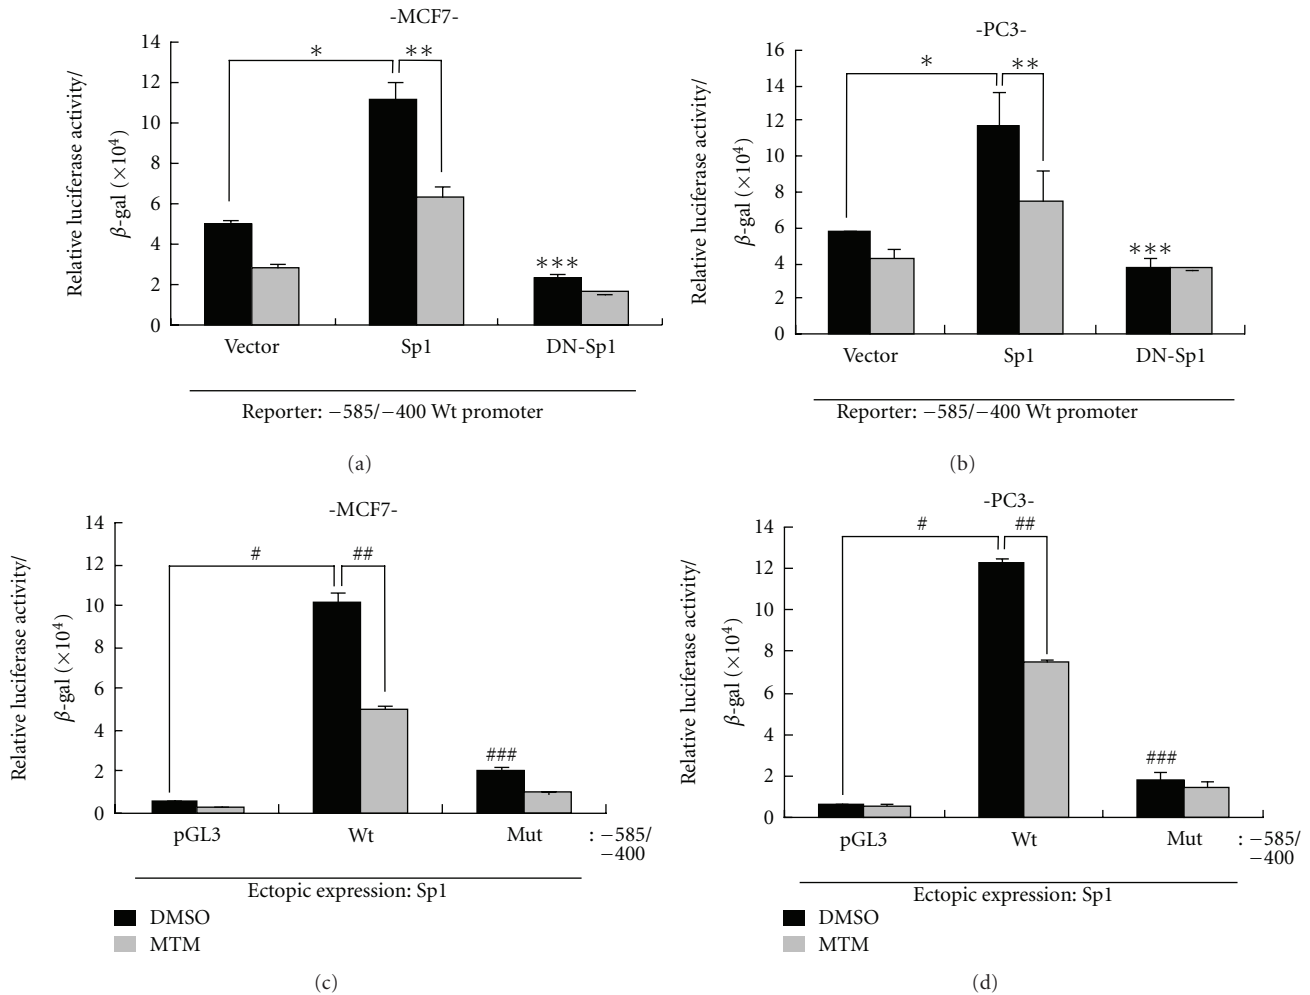 -MCF7-
Relative luciferase activity/
β-gal (×10⁴)
14
12
10
8
6
4
2
0
*
**
***
Vector
Sp1
DN-Sp1
Reporter: −585/−400 Wt promoter
(a)
-PC3-
Relative luciferase activity/
β-gal (×10⁴)
16
14
12
10
8
6
4
2
0
*
**
***
Vector
Sp1
DN-Sp1
Reporter: −585/−400 Wt promoter
(b)
-MCF7-
Relative luciferase activity/
β-gal (×10⁴)
14
12
10
8
6
4
2
0
#
##
###
pGL3
Wt
Mut
: −585/
−400
Ectopic expression: Sp1
DMSO
MTM
(c)
-PC3-
Relative luciferase activity/
β-gal (×10⁴)
14
12
10
8
6
4
2
0
#
##
###
pGL3
Wt
Mut
: −585/
−400
Ectopic expression: Sp1
DMSO
MTM
(d)